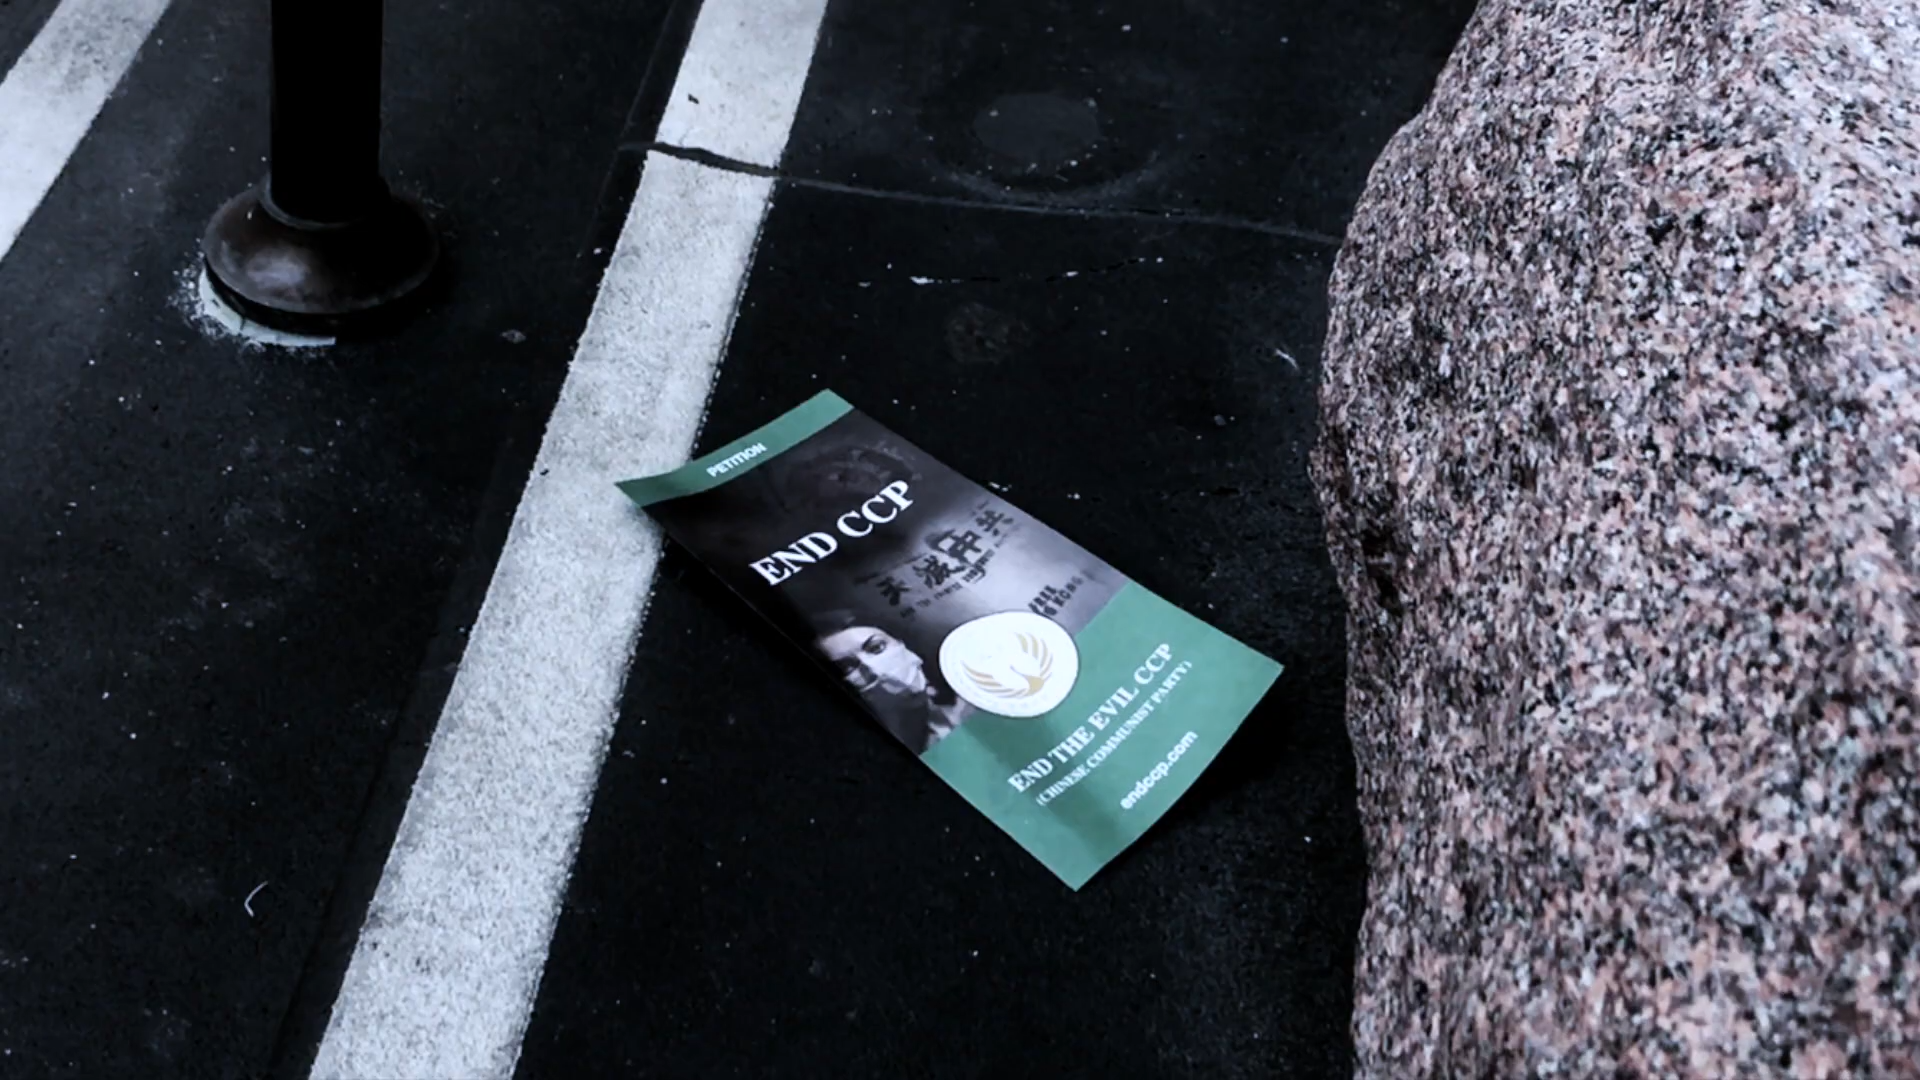 PETITION
END CCP
天滅中共
END THE EVIL CCP
(CHINESE COMMUNIST PARTY)
endccp.com